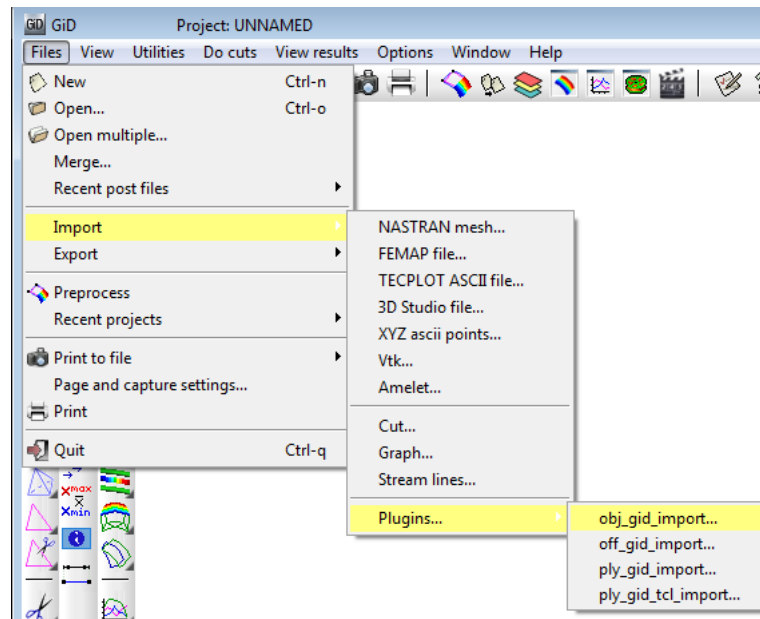 GiD GiD Project: UNNAMED
Files View Utilities Do cuts View results Options Window Help
New Ctrl-n
Open... Ctrl-o
Open multiple...
Merge...
Recent post files
Import
Export
Preprocess
Recent projects
Print to file
Page and capture settings...
Print
Quit Ctrl-q
NASTRAN mesh...
FEMAP file...
TECPLOT ASCII file...
3D Studio file...
XYZ ascii points...
Vtk...
Amelet...
Cut...
Graph...
Stream lines...
Plugins...
obj_gid_import...
off_gid_import...
ply_gid_import...
ply_gid_tcl_import...
xmax
x
xmin